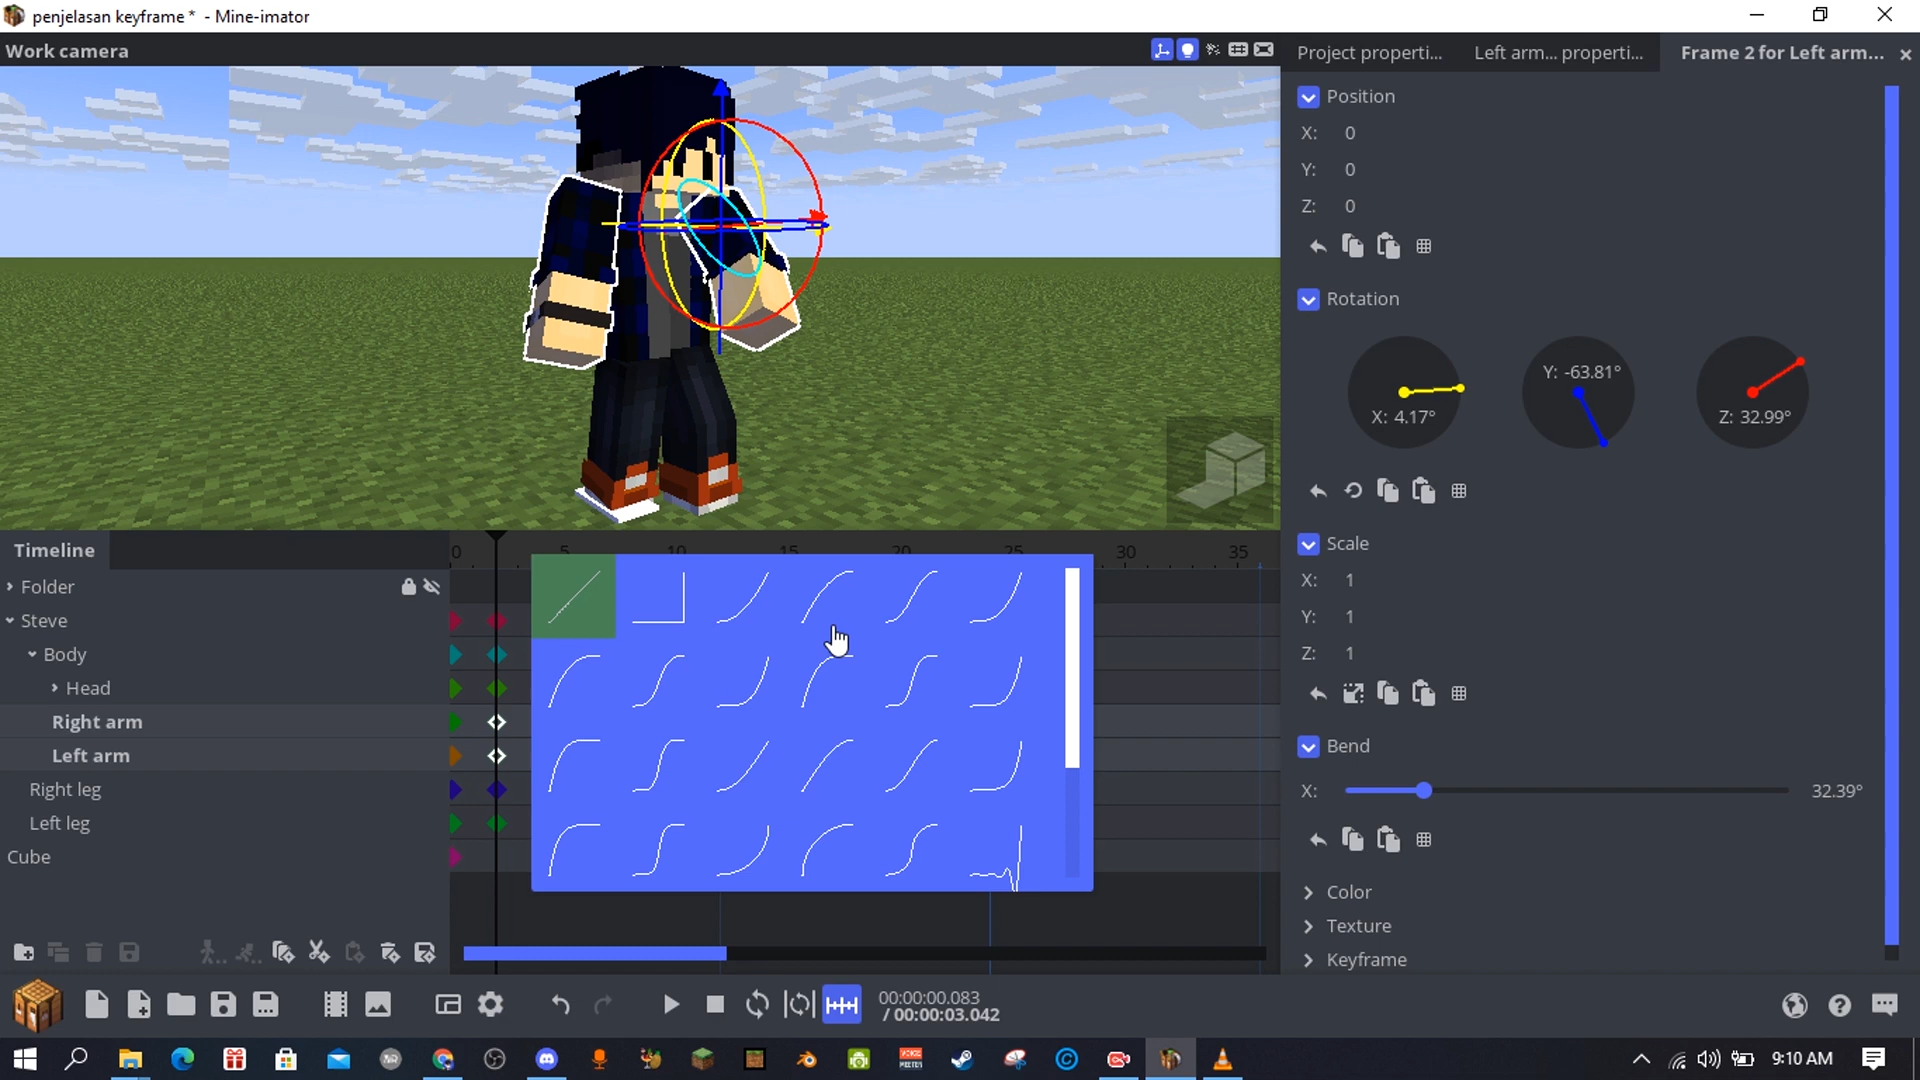 penjelasan keyframe * - Mine-imator
Work camera
Project properti...
Left arm... properti...
Frame 2 for Left arm...
Position
X: 0
Y: 0
Z: 0
Rotation
X: 4.17°
Y: -63.81°
Z: 32.99°
Scale
X: 1
Y: 1
Z: 1
Bend
X: 32.39°
Color
Texture
Keyframe
Timeline
0 5 10 15 20 25 30 35
Folder
Steve
Body
Head
Right arm
Left arm
Right leg
Left leg
Cube
00:00:00.083
/ 00:00:03.042
9:10 AM